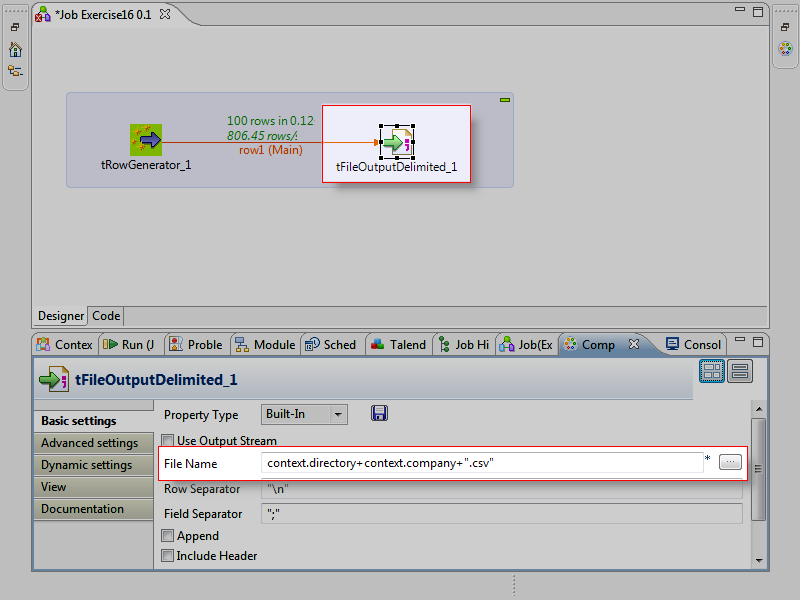 *Job Exercise16 0.1
100 rows in 0.12
806.45 rows/s
row1 (Main)
tRowGenerator_1
tFileOutputDelimited_1
Designer
Code
Contex
Run (J
Proble
Module
Sched
Talend
Job Hi
Job(Ex
Comp
Consol
tFileOutputDelimited_1
Basic settings
Advanced settings
Dynamic settings
View
Documentation
Property Type
Built-In
Use Output Stream
File Name
context.directory+context.company+".csv"
*
...
Row Separator
"\n"
Field Separator
";"
Append
Include Header